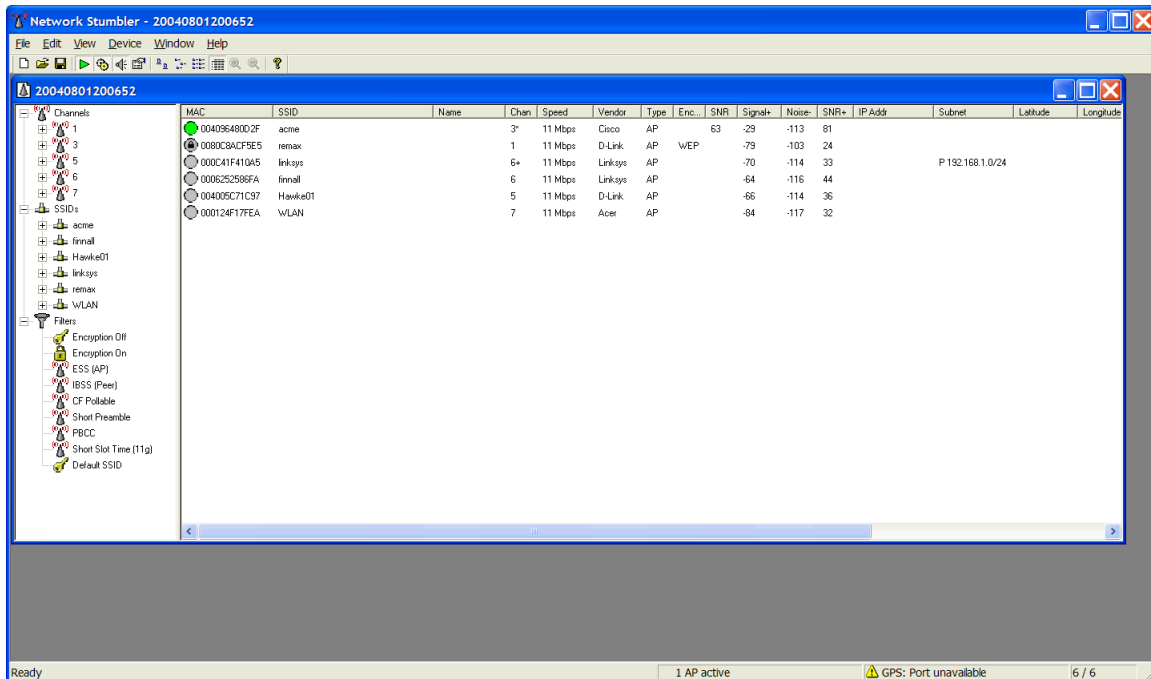 Network Stumbler - 20040801200652
File Edit View Device Window Help
20040801200652
Channels
1
3
5
6
7
SSIDs
acme
finnall
Hawke01
linksys
remax
WLAN
Filters
Encryption Off
Encryption On
ESS (AP)
IBSS (Peer)
CF Pollable
Short Preamble
PBCC
Short Slot Time (11g)
Default SSID
MAC SSID Name Chan Speed Vendor Type Enc... SNR Signal+ Noise- SNR+ IP Addr Subnet Latitude Longitude
004096480D2F acme 3* 11 Mbps Cisco AP 63 -29 -113 81
0080C8ACF5E5 remax 1 11 Mbps D-Link AP WEP -79 -103 24
000C41F410A5 linksys 6+ 11 Mbps Linksys AP -70 -114 33 P 192.168.1.0/24
0006252586FA finnall 6 11 Mbps Linksys AP -64 -116 44
004005C71C97 Hawke01 5 11 Mbps D-Link AP -66 -114 36
000124F17FEA WLAN 7 11 Mbps Acer AP -84 -117 32
Ready 1 AP active GPS: Port unavailable 6 / 6